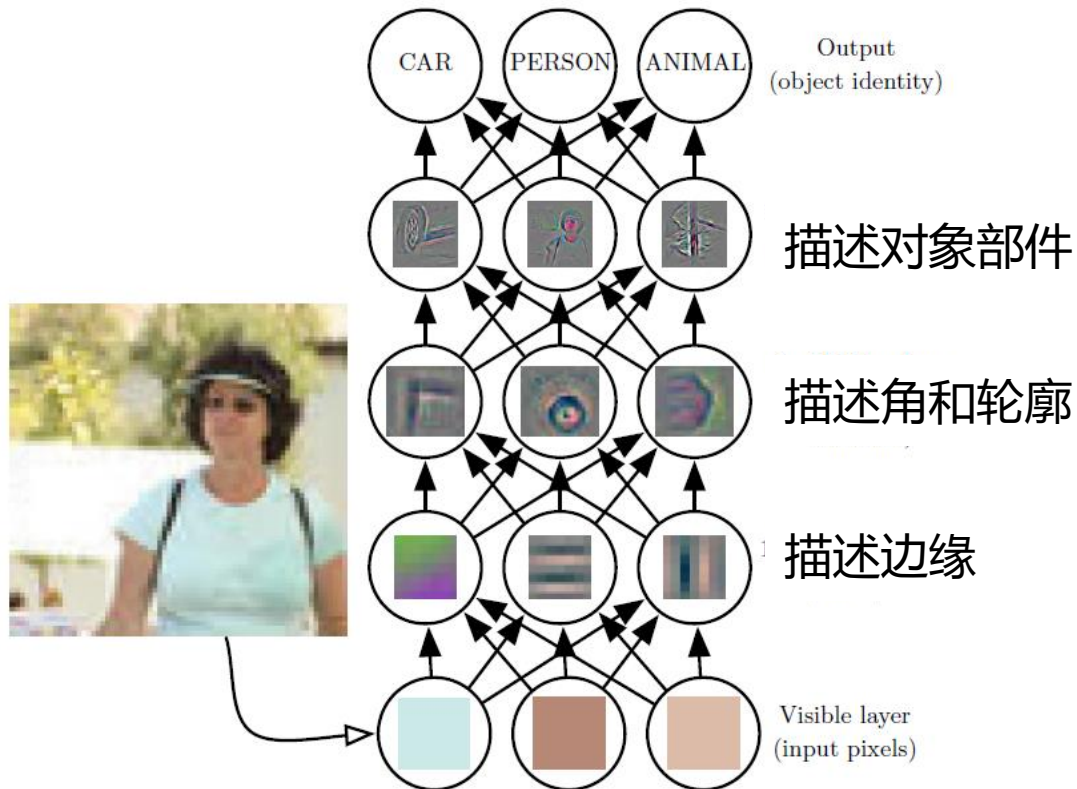 CAR PERSON ANIMAL
Output
(object identity)
描述对象部件
描述角和轮廓
描述边缘
Visible layer
(input pixels)